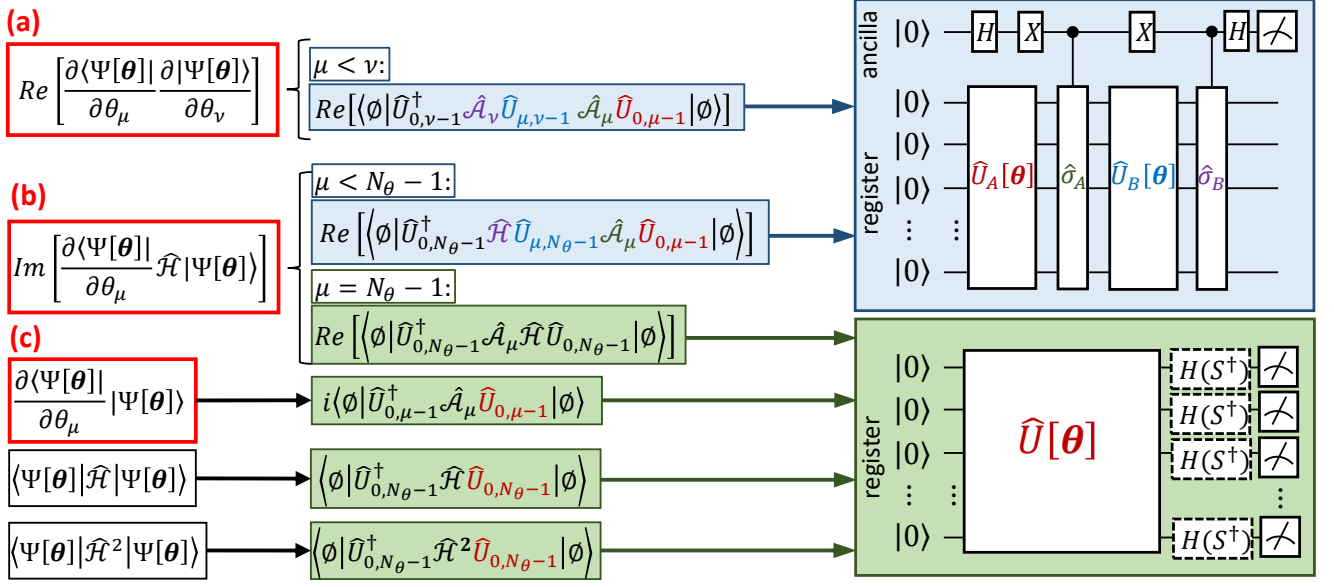 (a)
Re [∂⟨Ψ[θ]| / ∂θ_μ ∂|Ψ[θ]⟩ / ∂θ_ν]
μ < ν:
Re[⟨∅|Û†_{0,ν−1} Â_ν Û_{μ,ν−1} Â_μ Û_{0,μ−1}|∅⟩]
(b)
Im [∂⟨Ψ[θ]| / ∂θ_μ Ĥ|Ψ[θ]⟩]
μ < N_θ − 1:
Re[⟨∅|Û†_{0,N_θ−1} Ĥ Û_{μ,N_θ−1} Â_μ Û_{0,μ−1}|∅⟩]
μ = N_θ − 1:
Re[⟨∅|Û†_{0,N_θ−1} Â_μ Ĥ Û_{0,N_θ−1}|∅⟩]
(c)
∂⟨Ψ[θ]| / ∂θ_μ |Ψ[θ]⟩
i⟨∅|Û†_{0,μ−1} Â_μ Û_{0,μ−1}|∅⟩
⟨Ψ[θ]|Ĥ|Ψ[θ]⟩
⟨∅|Û†_{0,N_θ−1} Ĥ Û_{0,N_θ−1}|∅⟩
⟨Ψ[θ]|Ĥ²|Ψ[θ]⟩
⟨∅|Û†_{0,N_θ−1} Ĥ² Û_{0,N_θ−1}|∅⟩
ancilla
|0⟩ H X X H
register
|0⟩
|0⟩
|0⟩
⋮ ⋮
|0⟩
Û_A[θ] σ̂_A Û_B[θ] σ̂_B
register
|0⟩ H(S†)
|0⟩ H(S†)
|0⟩ H(S†)
⋮ ⋮ ⋮
|0⟩ H(S†)
Û[θ]